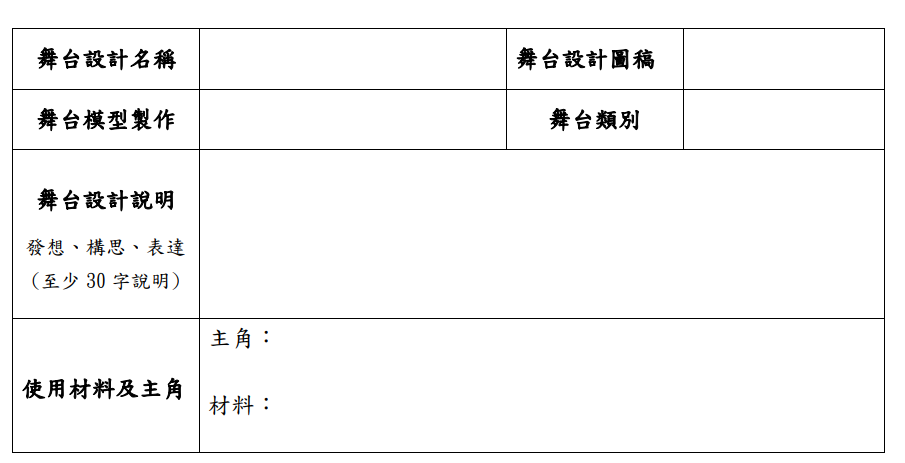 舞台設計名稱
舞台設計圖稿
舞台模型製作
舞台類別
舞台設計說明
發想、構思、表達
（至少 30 字說明）
使用材料及主角
主角：
材料：